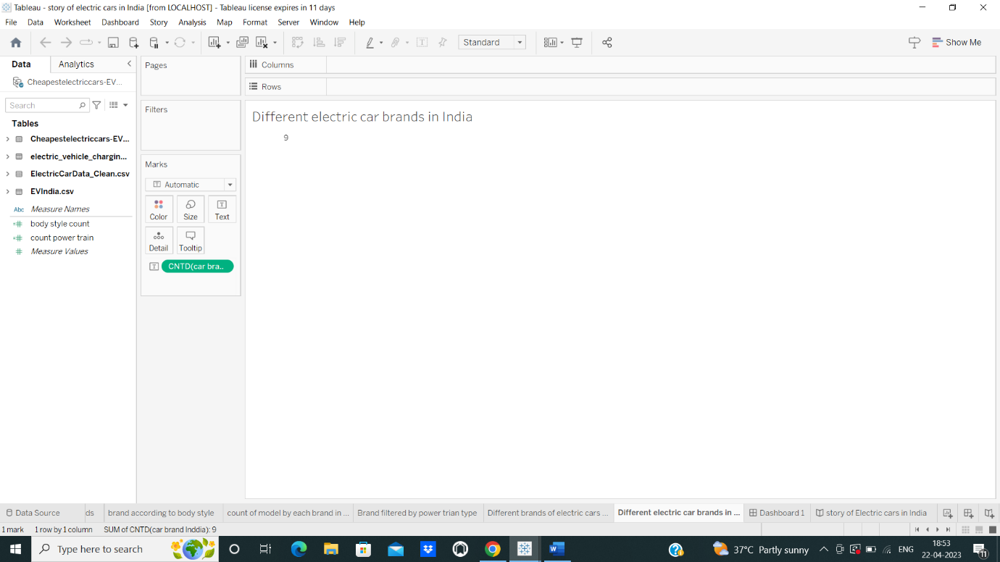 Tableau - story of electric cars in India [from LOCALHOST] - Tableau license expires in 11 days
File Data Worksheet Dashboard Story Analysis Map Format Server Window Help
Standard
Show Me
Data
Analytics
Cheapestelectriccars-EV...
Search
Tables
Cheapestelectriccars-EV...
electric_vehicle_chargin...
ElectricCarData_Clean.csv
EVIndia.csv
Abc Measure Names
body style count
count power train
Measure Values
Pages
Filters
Marks
Automatic
Color Size Text
Detail Tooltip
CNTD(car bra..
Columns
Rows
Different electric car brands in India
9
Data Source ds brand according to body style count of model by each brand in ... Brand filtered by power trian type Different brands of electric cars ... Different electric car brands in ... Dashboard 1 story of Electric cars in India
1 mark 1 row by 1 column SUM of CNTD(car brand Inddia): 9
Type here to search
37°C Partly sunny
ENG
18:53
22-04-2023
11